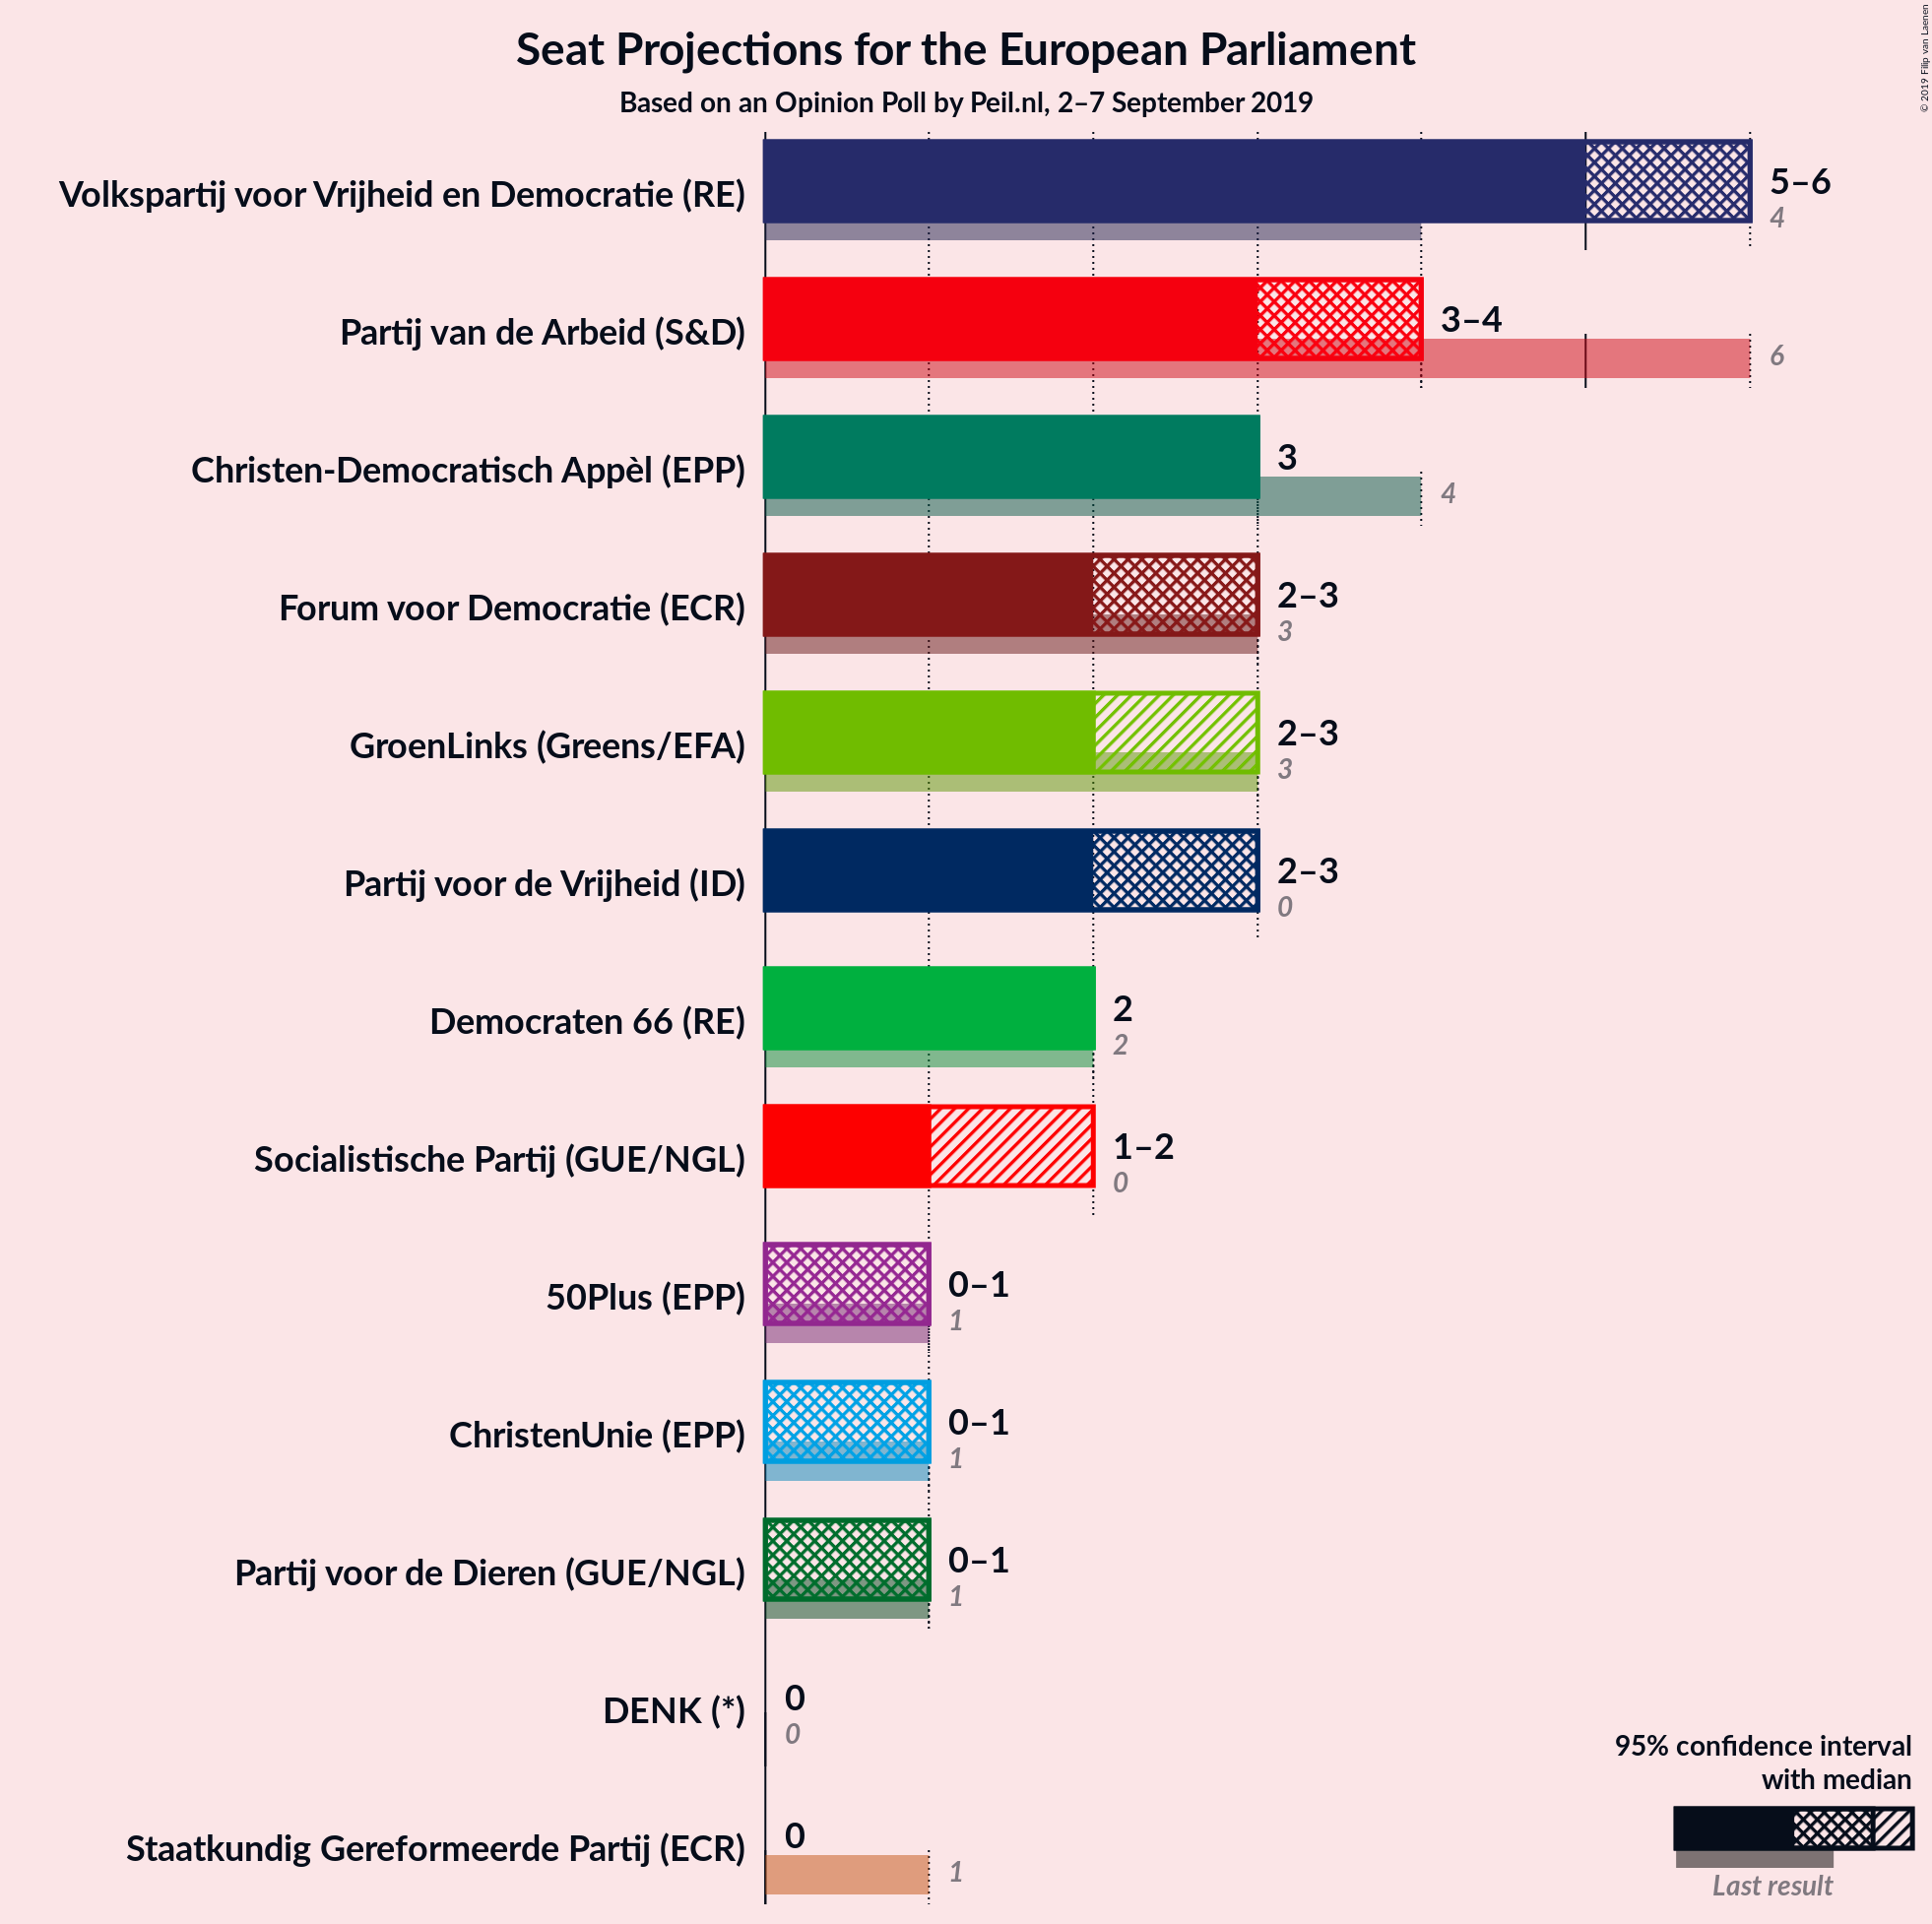 Seat Projections for the European Parliament
Based on an Opinion Poll by Peil.nl, 2–7 September 2019
© 2019 Filip van Laenen
Volkspartij voor Vrijheid en Democratie (RE)
5–6
4
Partij van de Arbeid (S&D)
3–4
6
Christen-Democratisch Appèl (EPP)
3
4
Forum voor Democratie (ECR)
2–3
3
GroenLinks (Greens/EFA)
2–3
3
Partij voor de Vrijheid (ID)
2–3
0
Democraten 66 (RE)
2
2
Socialistische Partij (GUE/NGL)
1–2
0
50Plus (EPP)
0–1
1
ChristenUnie (EPP)
0–1
1
Partij voor de Dieren (GUE/NGL)
0–1
1
DENK (*)
0
0
Staatkundig Gereformeerde Partij (ECR)
0
1
95% confidence interval
with median
Last result